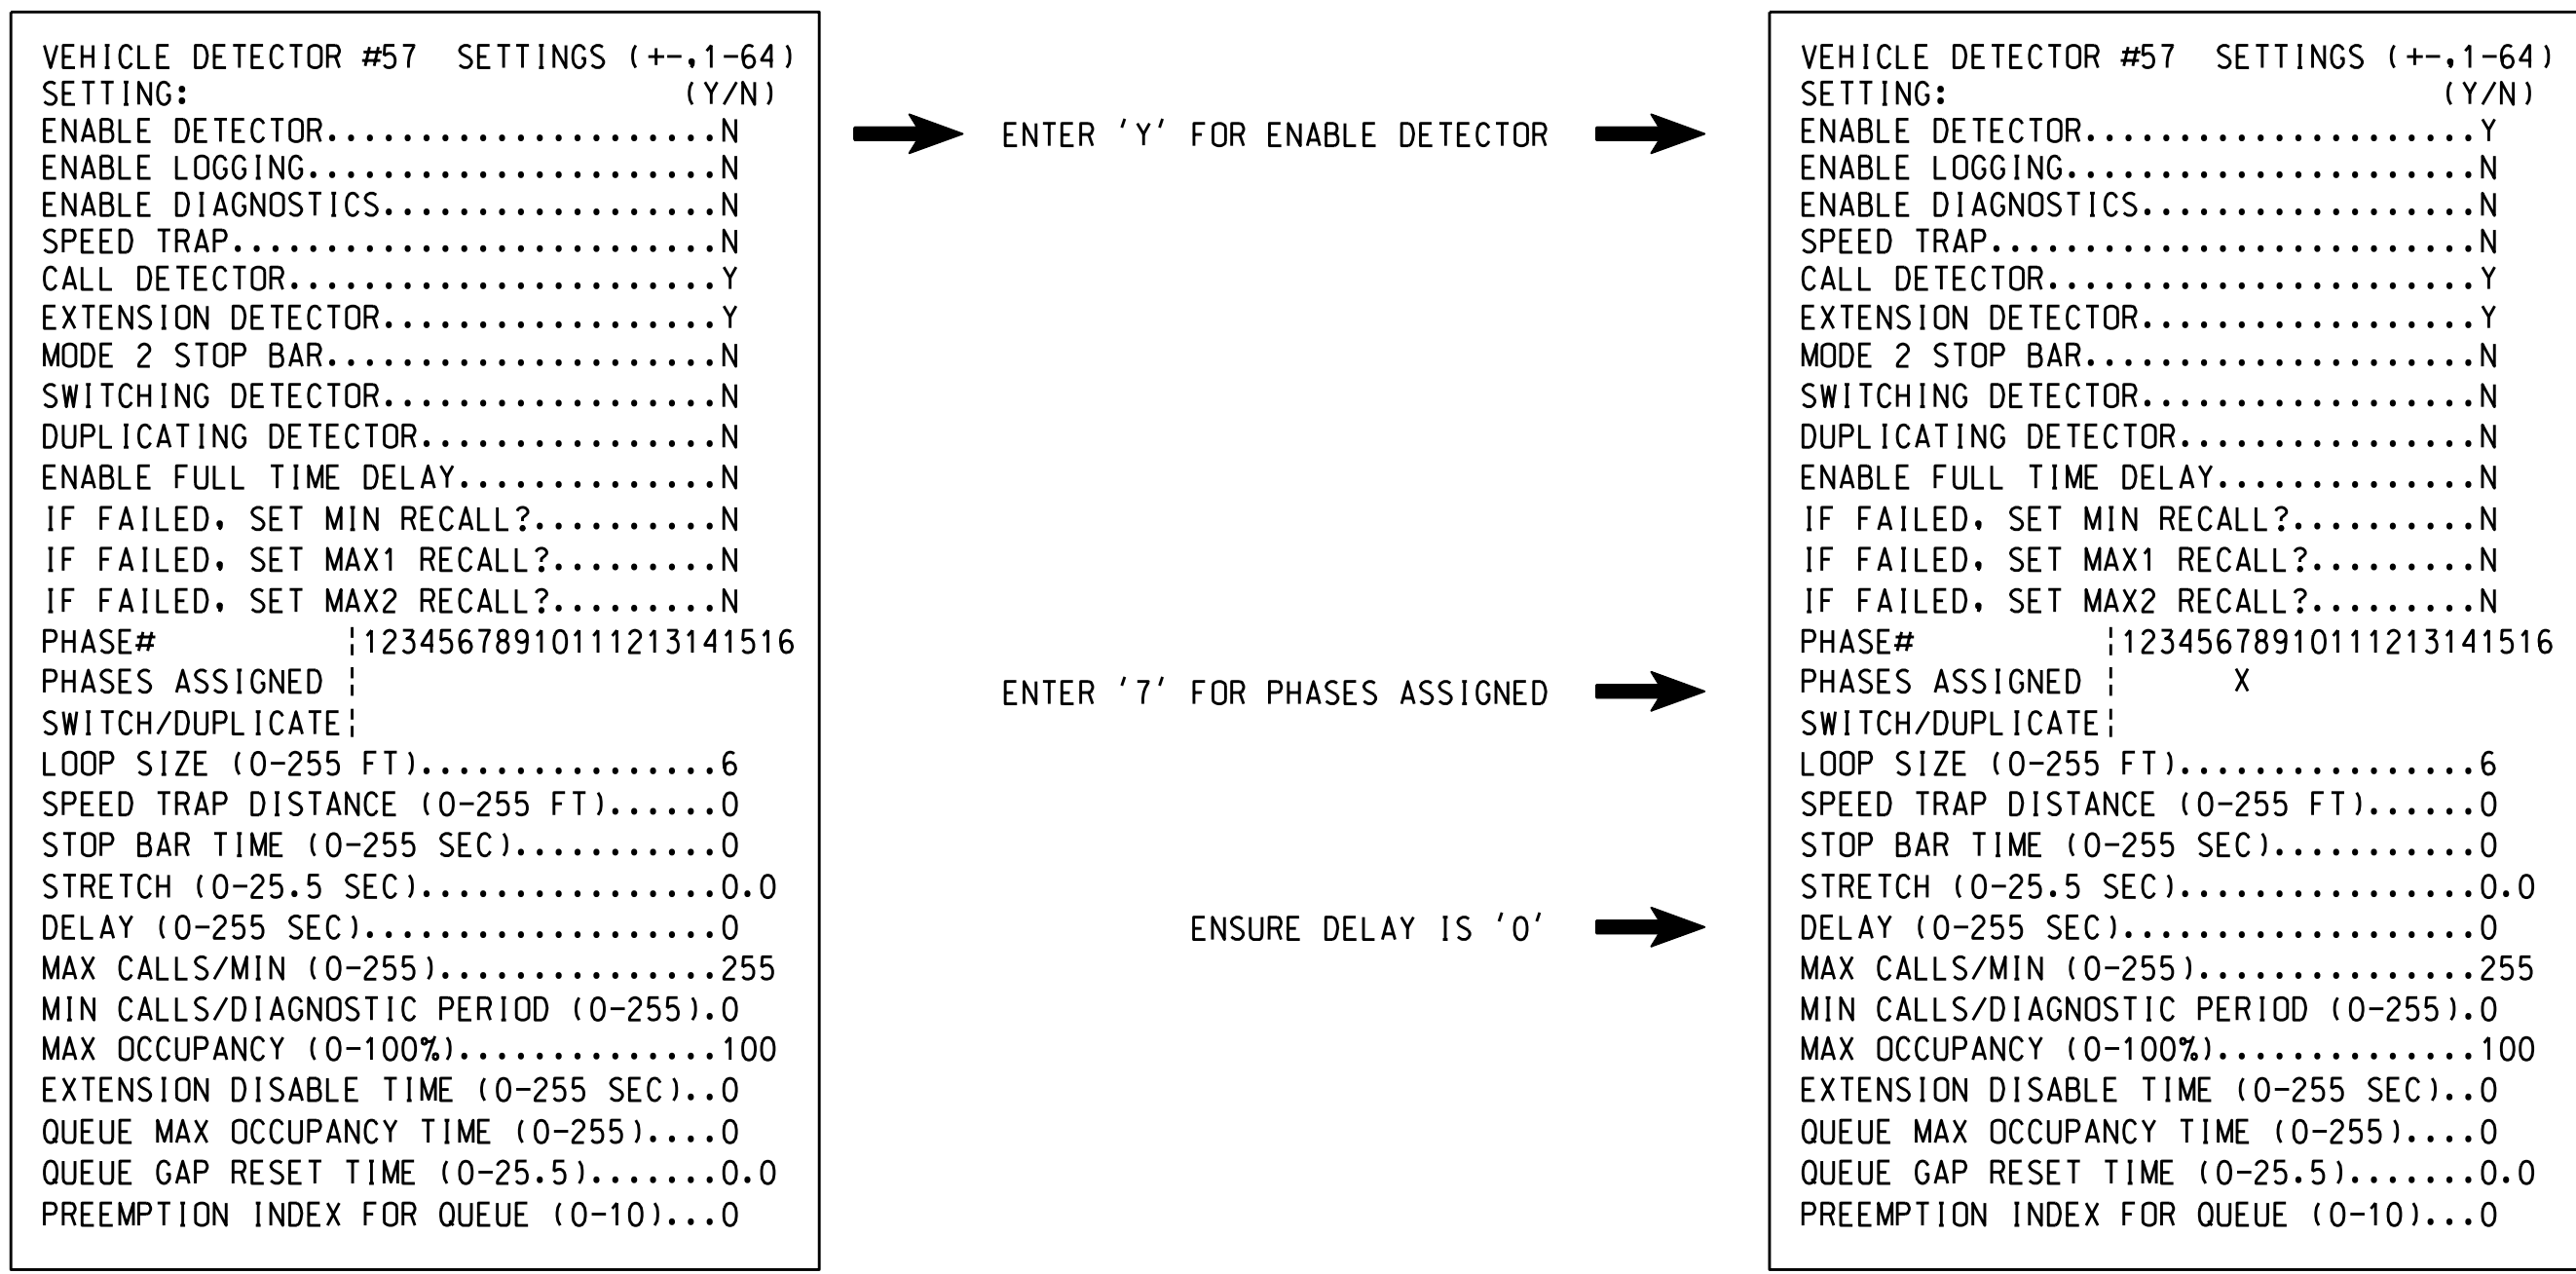 VEHICLE DETECTOR #57 SETTINGS (+-,1-64)
SETTING: (Y/N)
ENABLE DETECTOR.....................N
ENABLE LOGGING......................N
ENABLE DIAGNOSTICS..................N
SPEED TRAP..........................N
CALL DETECTOR.......................Y
EXTENSION DETECTOR..................Y
MODE 2 STOP BAR.....................N
SWITCHING DETECTOR..................N
DUPLICATING DETECTOR................N
ENABLE FULL TIME DELAY..............N
IF FAILED, SET MIN RECALL?..........N
IF FAILED, SET MAX1 RECALL?.........N
IF FAILED, SET MAX2 RECALL?.........N
PHASE# ¦12345678910111213141516
PHASES ASSIGNED ¦
SWITCH/DUPLICATE¦
LOOP SIZE (0-255 FT)................6
SPEED TRAP DISTANCE (0-255 FT)......0
STOP BAR TIME (0-255 SEC)...........0
STRETCH (0-25.5 SEC)................0.0
DELAY (0-255 SEC)...................0
MAX CALLS/MIN (0-255)...............255
MIN CALLS/DIAGNOSTIC PERIOD (0-255).0
MAX OCCUPANCY (0-100%)..............100
EXTENSION DISABLE TIME (0-255 SEC)..0
QUEUE MAX OCCUPANCY TIME (0-255)....0
QUEUE GAP RESET TIME (0-25.5).......0.0
PREEMPTION INDEX FOR QUEUE (0-10)...0
ENTER 'Y' FOR ENABLE DETECTOR
ENTER '7' FOR PHASES ASSIGNED
ENSURE DELAY IS '0'
VEHICLE DETECTOR #57 SETTINGS (+-,1-64)
SETTING: (Y/N)
ENABLE DETECTOR.....................Y
ENABLE LOGGING......................N
ENABLE DIAGNOSTICS..................N
SPEED TRAP..........................N
CALL DETECTOR.......................Y
EXTENSION DETECTOR..................Y
MODE 2 STOP BAR.....................N
SWITCHING DETECTOR..................N
DUPLICATING DETECTOR................N
ENABLE FULL TIME DELAY..............N
IF FAILED, SET MIN RECALL?..........N
IF FAILED, SET MAX1 RECALL?.........N
IF FAILED, SET MAX2 RECALL?.........N
PHASE# ¦12345678910111213141516
PHASES ASSIGNED ¦ X
SWITCH/DUPLICATE¦
LOOP SIZE (0-255 FT)................6
SPEED TRAP DISTANCE (0-255 FT)......0
STOP BAR TIME (0-255 SEC)...........0
STRETCH (0-25.5 SEC)................0.0
DELAY (0-255 SEC)...................0
MAX CALLS/MIN (0-255)...............255
MIN CALLS/DIAGNOSTIC PERIOD (0-255).0
MAX OCCUPANCY (0-100%)..............100
EXTENSION DISABLE TIME (0-255 SEC)..0
QUEUE MAX OCCUPANCY TIME (0-255)....0
QUEUE GAP RESET TIME (0-25.5).......0.0
PREEMPTION INDEX FOR QUEUE (0-10)...0